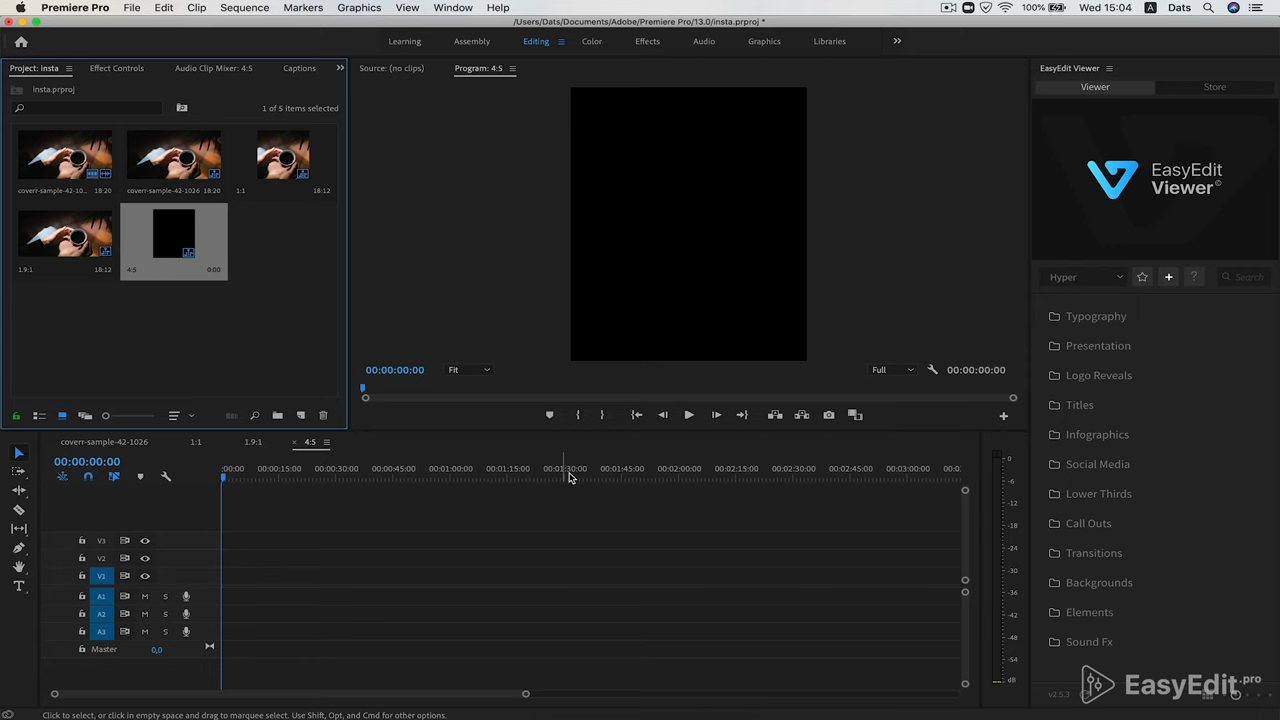 Premiere Pro File Edit Clip Sequence Markers Graphics View Window Help 100% Wed 15:04 A Dats
/Users/Dats/Documents/Adobe/Premiere Pro/13.0/insta.prproj *
Learning Assembly Editing Color Effects Audio Graphics Libraries
Project: insta Effect Controls Audio Clip Mixer: 4:5 Captions
insta.prproj
1 of 5 items selected
coverr-sample-42-10... 18:20 coverr-sample-42-1026 18:20 1:1 18:12
1.9:1 18:12 4:5 0:00
Source: (no clips) Program: 4:5
00:00:00:00 Fit Full 00:00:00:00
EasyEdit Viewer
Viewer Store
EasyEdit
Viewer©
Hyper ? Search
Typography
Presentation
Logo Reveals
Titles
Infographics
Social Media
Lower Thirds
Call Outs
Transitions
Backgrounds
Elements
Sound Fx
v2.5.3
EasyEdit.pro
coverr-sample-42-1026 1:1 1.9:1 × 4:5
00:00:00:00
:00:00 00:00:15:00 00:00:30:00 00:00:45:00 00:01:00:00 00:01:15:00 00:01:30:00 00:01:45:00 00:02:00:00 00:02:15:00 00:02:30:00 00:02:45:00 00:03:00:00
V3
V2
V1
A1 M S
A2 M S
A3 M S
Master 0,0
0
-6
-12
-18
-24
-30
-36
-42
-48
-54
dB
Click to select, or click in empty space and drag to marquee select. Use Shift, Opt, and Cmd for other options.